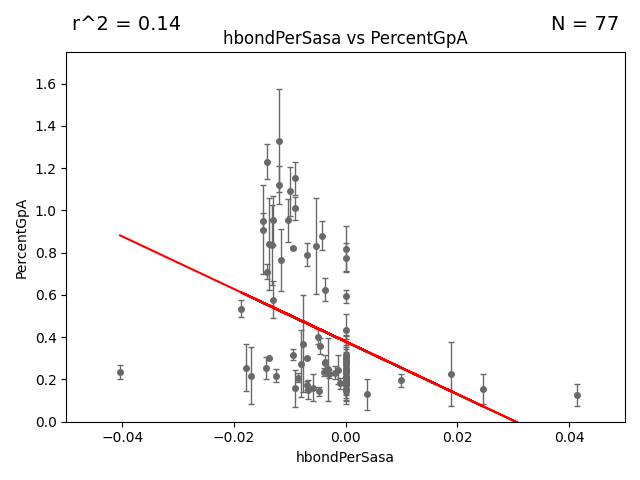 r^2 = 0.14
N = 77
hbondPerSasa vs PercentGpA
PercentGpA
1.6
1.4
1.2
1.0
0.8
0.6
0.4
0.2
0.0
−0.04
−0.02
0.00
0.02
0.04
hbondPerSasa